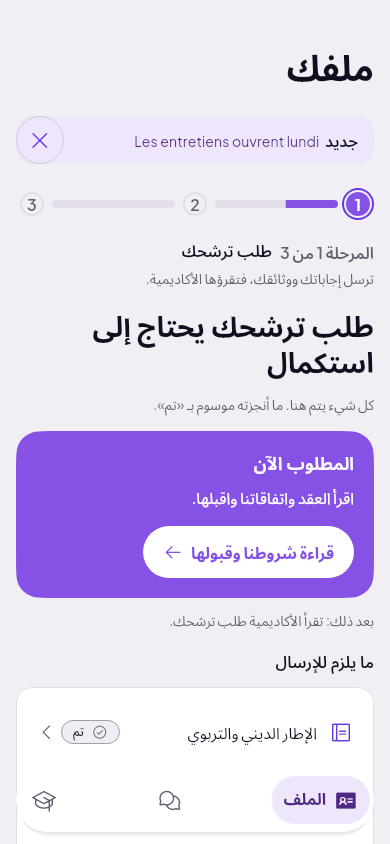 ملفك
جديد Les entretiens ouvrent lundi
1 2 3
المرحلة 1 من 3 طلب ترشحك
ترسل إجاباتك ووثائقك، فتقرؤها الأكاديمية.
طلب ترشحك يحتاج إلى
استكمال
كل شيء يتم هنا. ما أنجزته موسوم بـ «تم».
المطلوب الآن
اقرأ العقد واتفاقاتنا واقبلها.
قراءة شروطنا وقبولها
بعد ذلك: تقرأ الأكاديمية طلب ترشحك.
ما يلزم للإرسال
الإطار الديني والتربوي تم
الملف